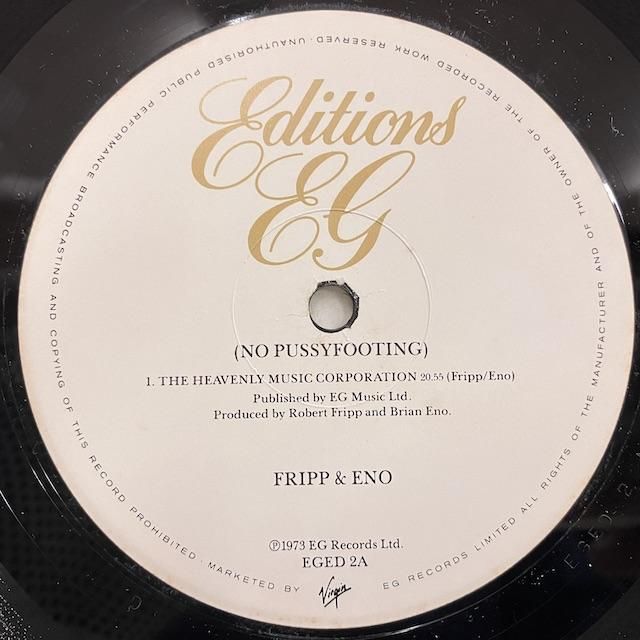 Editions
EG
(NO PUSSYFOOTING)
1. THE HEAVENLY MUSIC CORPORATION 20.55 (Fripp/Eno)
Published by EG Music Ltd.
Produced by Robert Fripp and Brian Eno.
FRIPP & ENO
℗1973 EG Records Ltd.
EGED 2A
EG RECORDS LIMITED ALL RIGHTS OF THE MANUFACTURER AND OF THE OWNER OF THE RECORDED WORK RESERVED · UNAUTHORISED PUBLIC PERFORMANCE BROADCASTING AND COPYING OF THIS RECORD PROHIBITED · MARKETED BY
Virgin